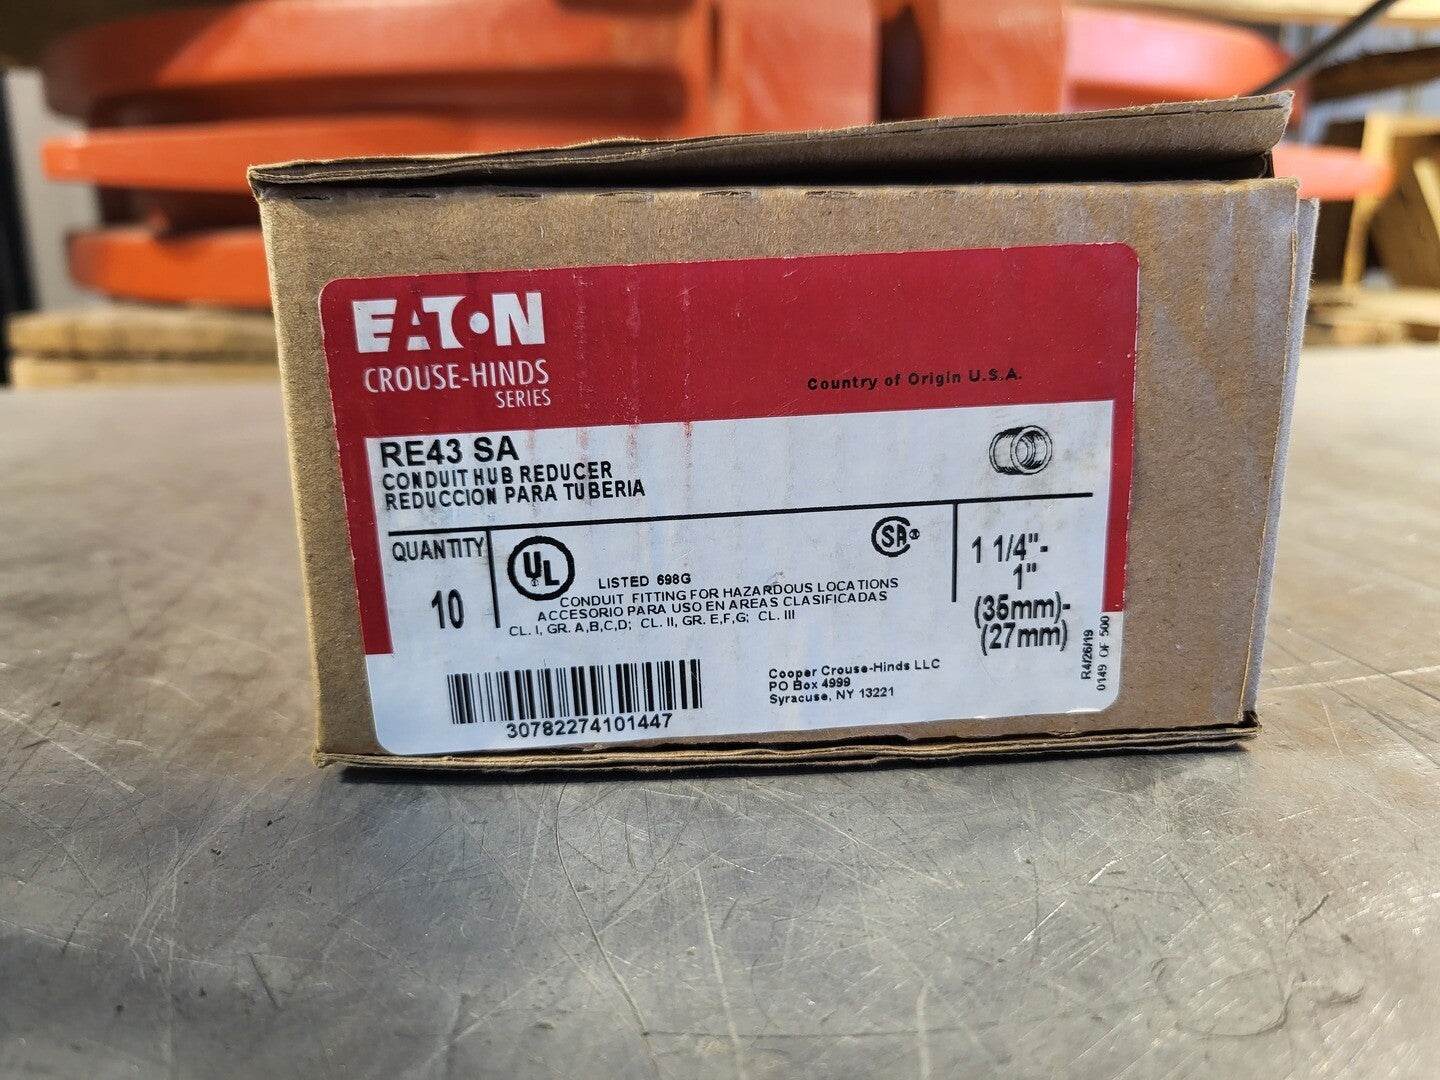 EATON
CROUSE-HINDS
SERIES
Country of Origin U.S.A.
RE43 SA
CONDUIT HUB REDUCER
REDUCCION PARA TUBERIA
QUANTITY
10
UL
LISTED 698G
SA
CONDUIT FITTING FOR HAZARDOUS LOCATIONS
ACCESORIO PARA USO EN AREAS CLASIFICADAS
CL. I, GR. A,B,C,D; CL. II, GR. E,F,G; CL. III
1 1/4"-
1"
(35mm)-
(27mm)
30782274101447
Cooper Crouse-Hinds LLC
PO Box 4999
Syracuse, NY 13221
R4/26/19
0149 OF 500